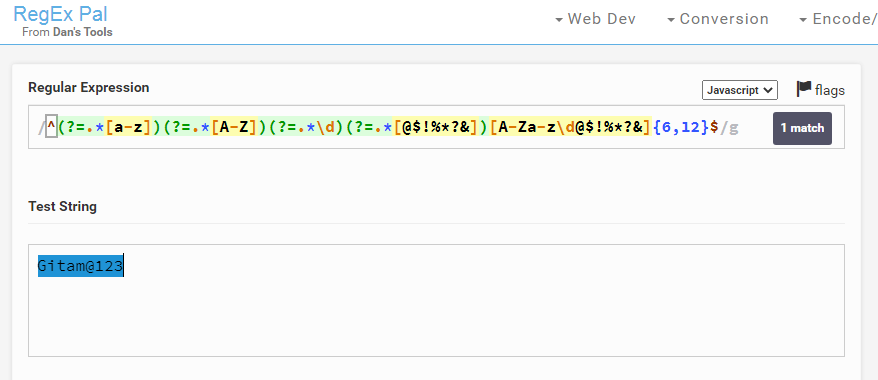 RegEx Pal
From Dan's Tools
Web Dev
Conversion
Encode/
Regular Expression
Javascript
flags
/^(?=.*[a-z])(?=.*[A-Z])(?=.*\d)(?=.*[@$!%*?&])[A-Za-z\d@$!%*?&]{6,12}$/g
1 match
Test String
Gitam@123